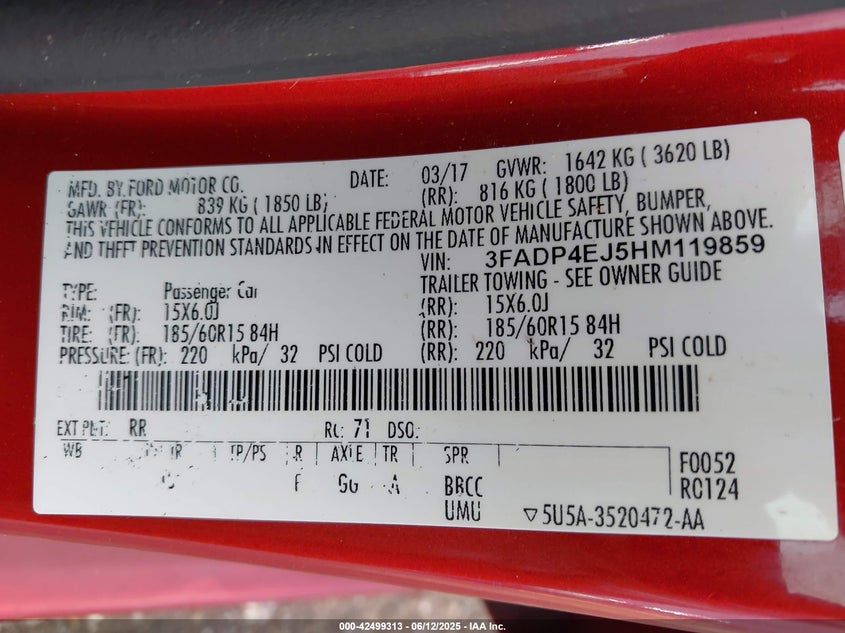 MFD. BY FORD MOTOR CO. DATE: 03/17 GVWR: 1642 KG ( 3620 LB)
GAWR (FR): 839 KG ( 1850 LB) (RR): 816 KG ( 1800 LB)
THIS VEHICLE CONFORMS TO ALL APPLICABLE FEDERAL MOTOR VEHICLE SAFETY, BUMPER,
AND THEFT PREVENTION STANDARDS IN EFFECT ON THE DATE OF MANUFACTURE SHOWN ABOVE.
VIN: 3FADP4EJ5HM119859
TYPE: Passenger Car TRAILER TOWING - SEE OWNER GUIDE
RIM: (FR): 15X6.0J (RR): 15X6.0J
TIRE: (FR): 185/60R15 84H (RR): 185/60R15 84H
PRESSURE: (FR): 220 kPa/ 32 PSI COLD (RR): 220 kPa/ 32 PSI COLD
EXT PNT: RR RC: 71 DSO:
WB TR TP/PS R AXLE TR SPR F0052
F GG A BBCC R0124
UMU ▽5U5A-3520472-AA
000-42499313 - 06/12/2025 - IAA Inc.